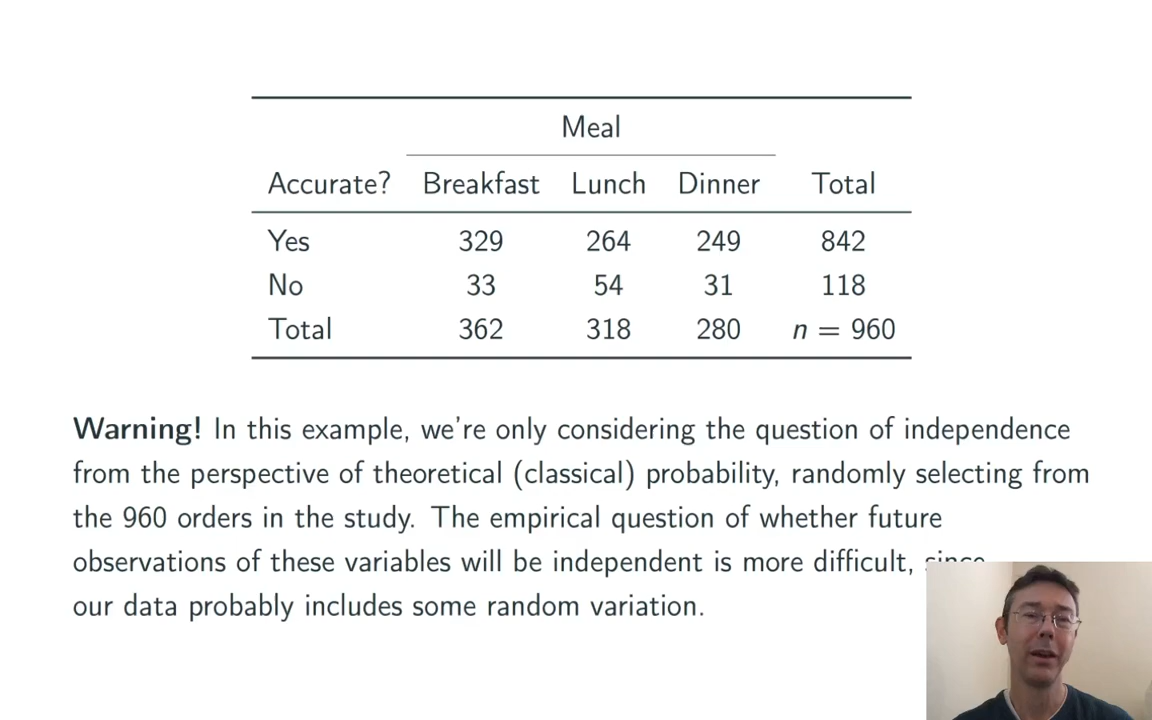 Meal
Accurate? Breakfast Lunch Dinner Total
Yes 329 264 249 842
No 33 54 31 118
Total 362 318 280 n = 960
Warning! In this example, we're only considering the question of independence
from the perspective of theoretical (classical) probability, randomly selecting from
the 960 orders in the study. The empirical question of whether future
observations of these variables will be independent is more difficult, since
our data probably includes some random variation.